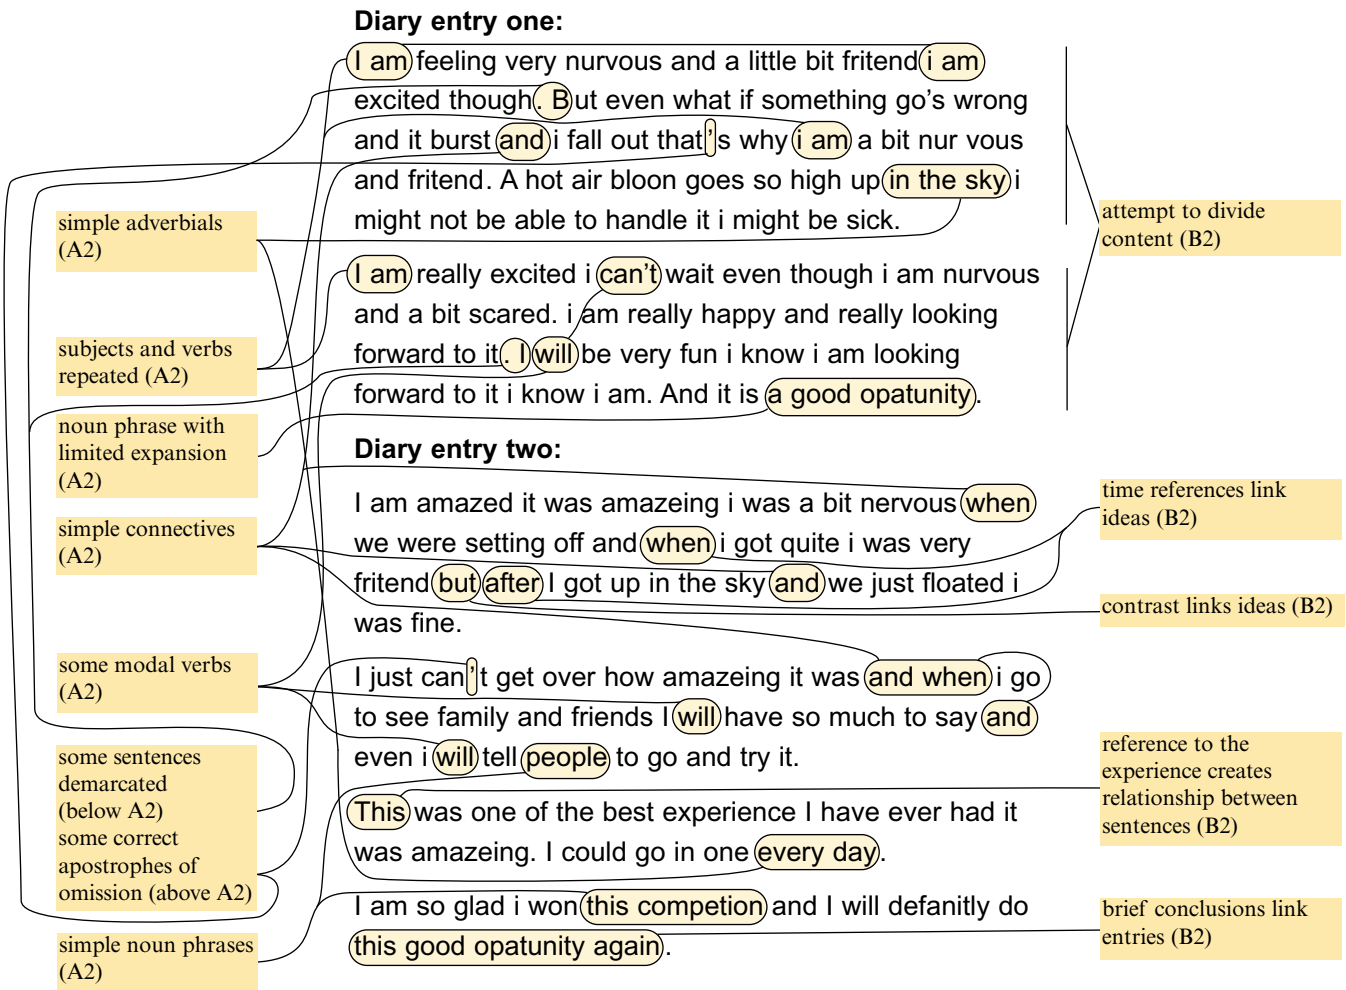 Diary entry one:
I am feeling very nurvous and a little bit fritend i am
excited though. But even what if something go's wrong
and it burst and i fall out that's why i am a bit nur vous
and fritend. A hot air bloon goes so high up in the sky i
might not be able to handle it i might be sick.
I am really excited i can't wait even though i am nurvous
and a bit scared. i am really happy and really looking
forward to it. I will be very fun i know i am looking
forward to it i know i am. And it is a good opatunity.
Diary entry two:
I am amazed it was amazeing i was a bit nervous when
we were setting off and when i got quite i was very
fritend but after I got up in the sky and we just floated i
was fine.
I just can't get over how amazeing it was and when i go
to see family and friends I will have so much to say and
even i will tell people to go and try it.
This was one of the best experience I have ever had it
was amazeing. I could go in one every day.
I am so glad i won this competion and I will defanitly do
this good opatunity again.
simple adverbials
(A2)
subjects and verbs
repeated (A2)
noun phrase with
limited expansion
(A2)
simple connectives
(A2)
some modal verbs
(A2)
some sentences
demarcated
(below A2)
some correct
apostrophes of
omission (above A2)
simple noun phrases
(A2)
attempt to divide
content (B2)
time references link
ideas (B2)
contrast links ideas (B2)
reference to the
experience creates
relationship between
sentences (B2)
brief conclusions link
entries (B2)